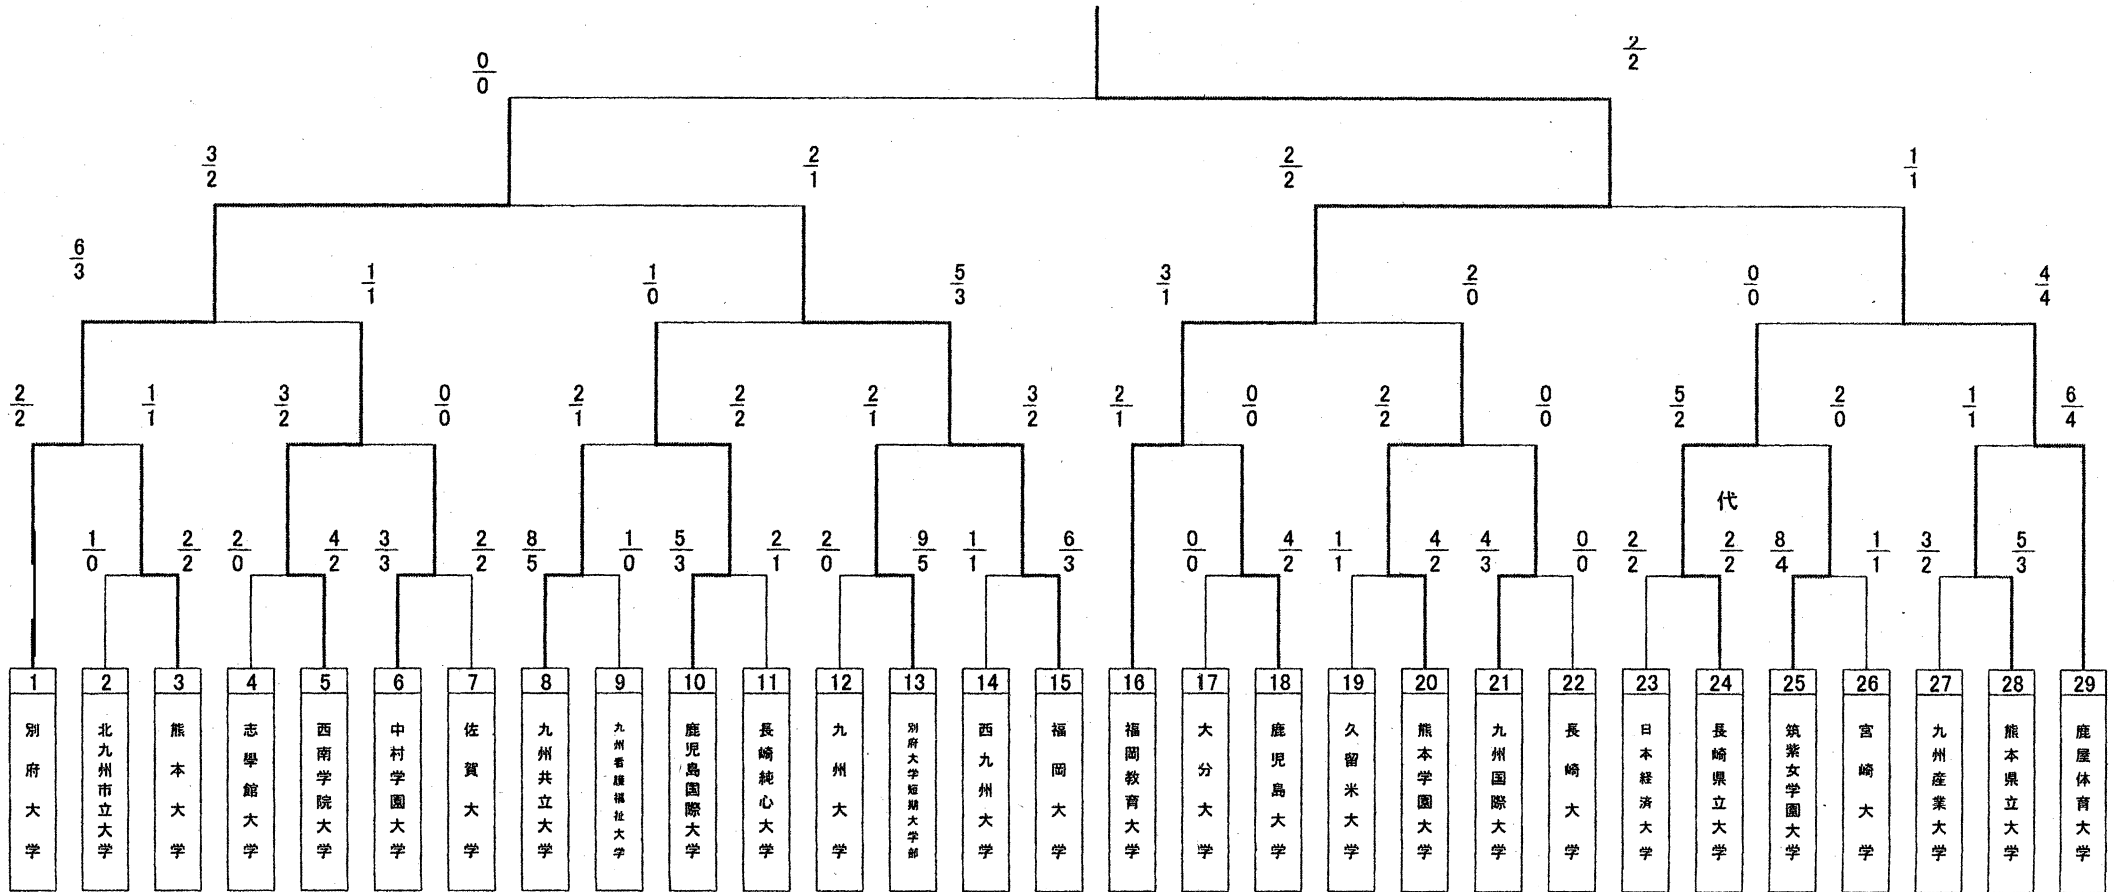 0/0 2/2
3/2 2/1 2/2 1/1
6/3 1/1 1/0 5/3 3/1 2/0 0/0 4/4
2/2 1/1 3/2 0/0 2/1 2/2 2/1 3/2 2/1 0/0 2/2 0/0 5/2 2/0 1/1 6/4
代
1/0 2/2 2/0 4/2 3/3 2/2 8/5 1/0 5/3 2/1 2/0 9/5 1/1 6/3 0/0 4/2 1/1 4/2 4/3 0/0 2/2 2/2 8/4 1/1 3/2 5/3
1 別府大学
2 北九州市立大学
3 熊本大学
4 志學館大学
5 西南学院大学
6 中村学園大学
7 佐賀大学
8 九州共立大学
9 九州看護福祉大学
10 鹿児島国際大学
11 長崎純心大学
12 九州大学
13 別府大学短期大学部
14 西九州大学
15 福岡大学
16 福岡教育大学
17 大分大学
18 鹿児島大学
19 久留米大学
20 熊本学園大学
21 九州国際大学
22 長崎大学
23 日本経済大学
24 長崎県立大学
25 筑紫女学園大学
26 宮崎大学
27 九州産業大学
28 熊本県立大学
29 鹿屋体育大学